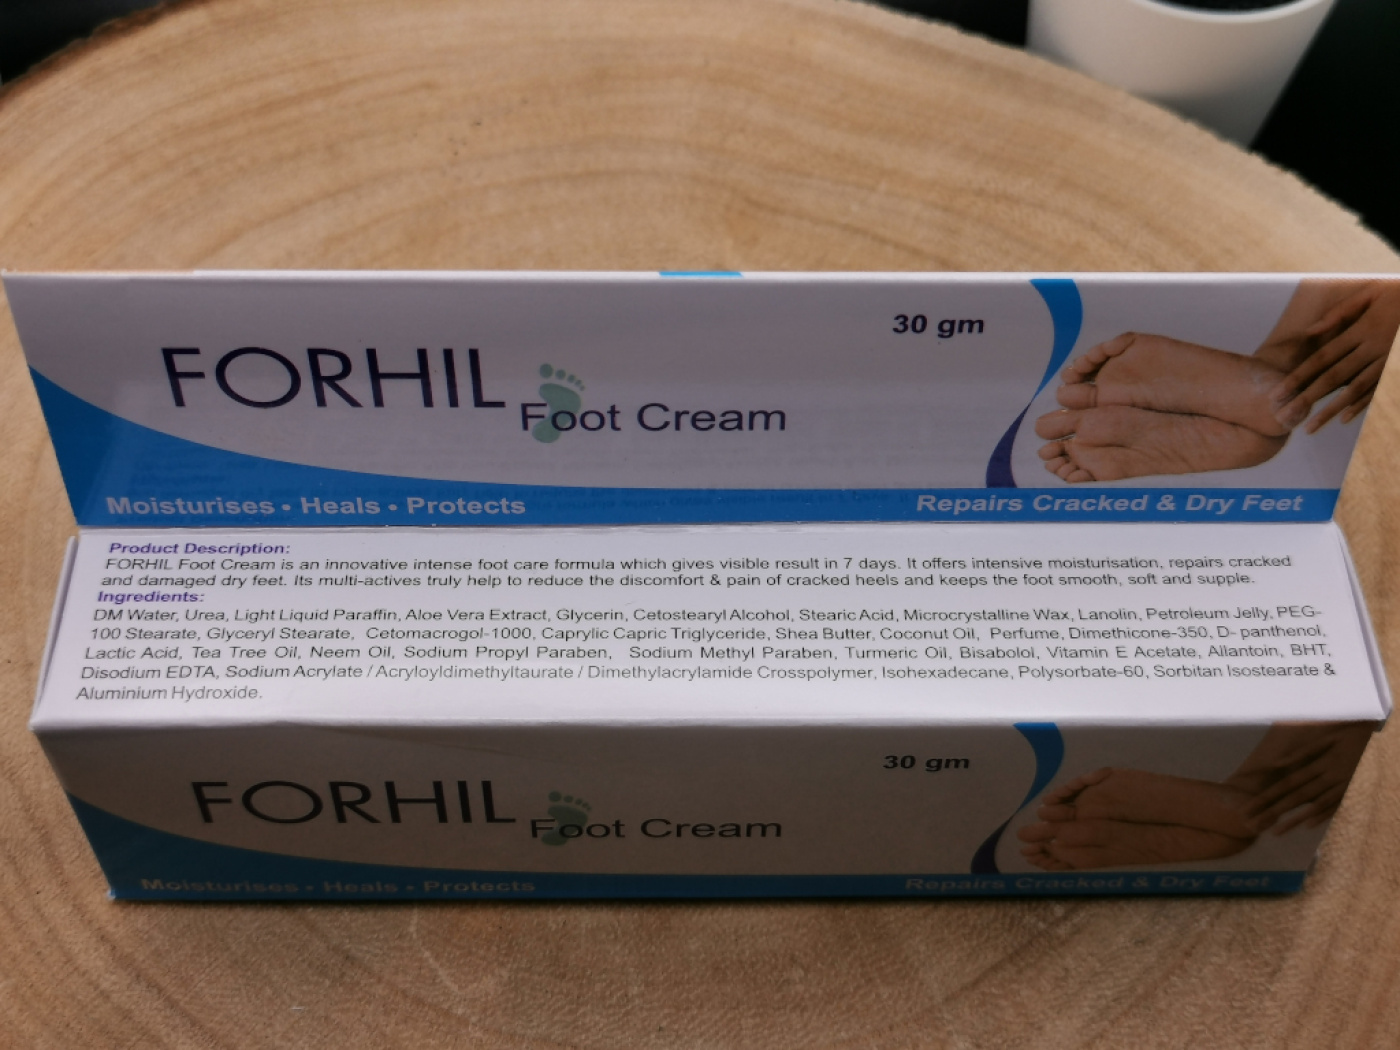 30 gm
FORHIL
Foot Cream
Moisturises • Heals • Protects
Repairs Cracked & Dry Feet
Product Description:
FORHIL Foot Cream is an innovative intense foot care formula which gives visible result in 7 days. It offers intensive moisturisation, repairs cracked
and damaged dry feet. Its multi-actives truly help to reduce the discomfort & pain of cracked heels and keeps the foot smooth, soft and supple.
Ingredients:
DM Water, Urea, Light Liquid Paraffin, Aloe Vera Extract, Glycerin, Cetostearyl Alcohol, Stearic Acid, Microcrystalline Wax, Lanolin, Petroleum Jelly, PEG-
100 Stearate, Glyceryl Stearate, Cetomacrogol-1000, Caprylic Capric Triglyceride, Shea Butter, Coconut Oil, Perfume, Dimethicone-350, D- panthenol,
Lactic Acid, Tea Tree Oil, Neem Oil, Sodium Propyl Paraben, Sodium Methyl Paraben, Turmeric Oil, Bisabolol, Vitamin E Acetate, Allantoin, BHT,
Disodium EDTA, Sodium Acrylate / Acryloyldimethyltaurate / Dimethylacrylamide Crosspolymer, Isohexadecane, Polysorbate-60, Sorbitan Isostearate &
Aluminium Hydroxide.
30 gm
FORHIL
Foot Cream
Moisturises • Heals • Protects
Repairs Cracked & Dry Feet